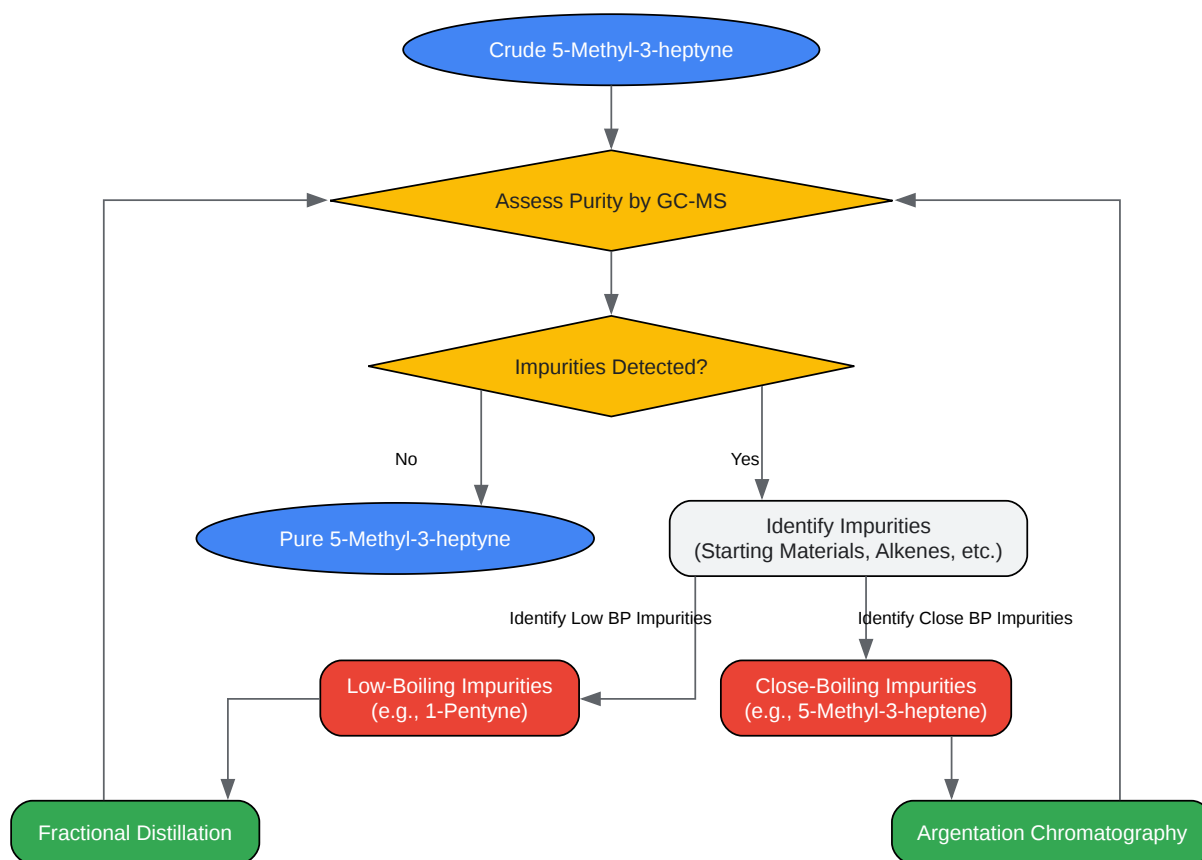 Crude 5-Methyl-3-heptyne
Assess Purity by GC-MS
Impurities Detected?
No
Yes
Pure 5-Methyl-3-heptyne
Identify Impurities
(Starting Materials, Alkenes, etc.)
Identify Low BP Impurities
Identify Close BP Impurities
Low-Boiling Impurities
(e.g., 1-Pentyne)
Close-Boiling Impurities
(e.g., 5-Methyl-3-heptene)
Fractional Distillation
Argentation Chromatography